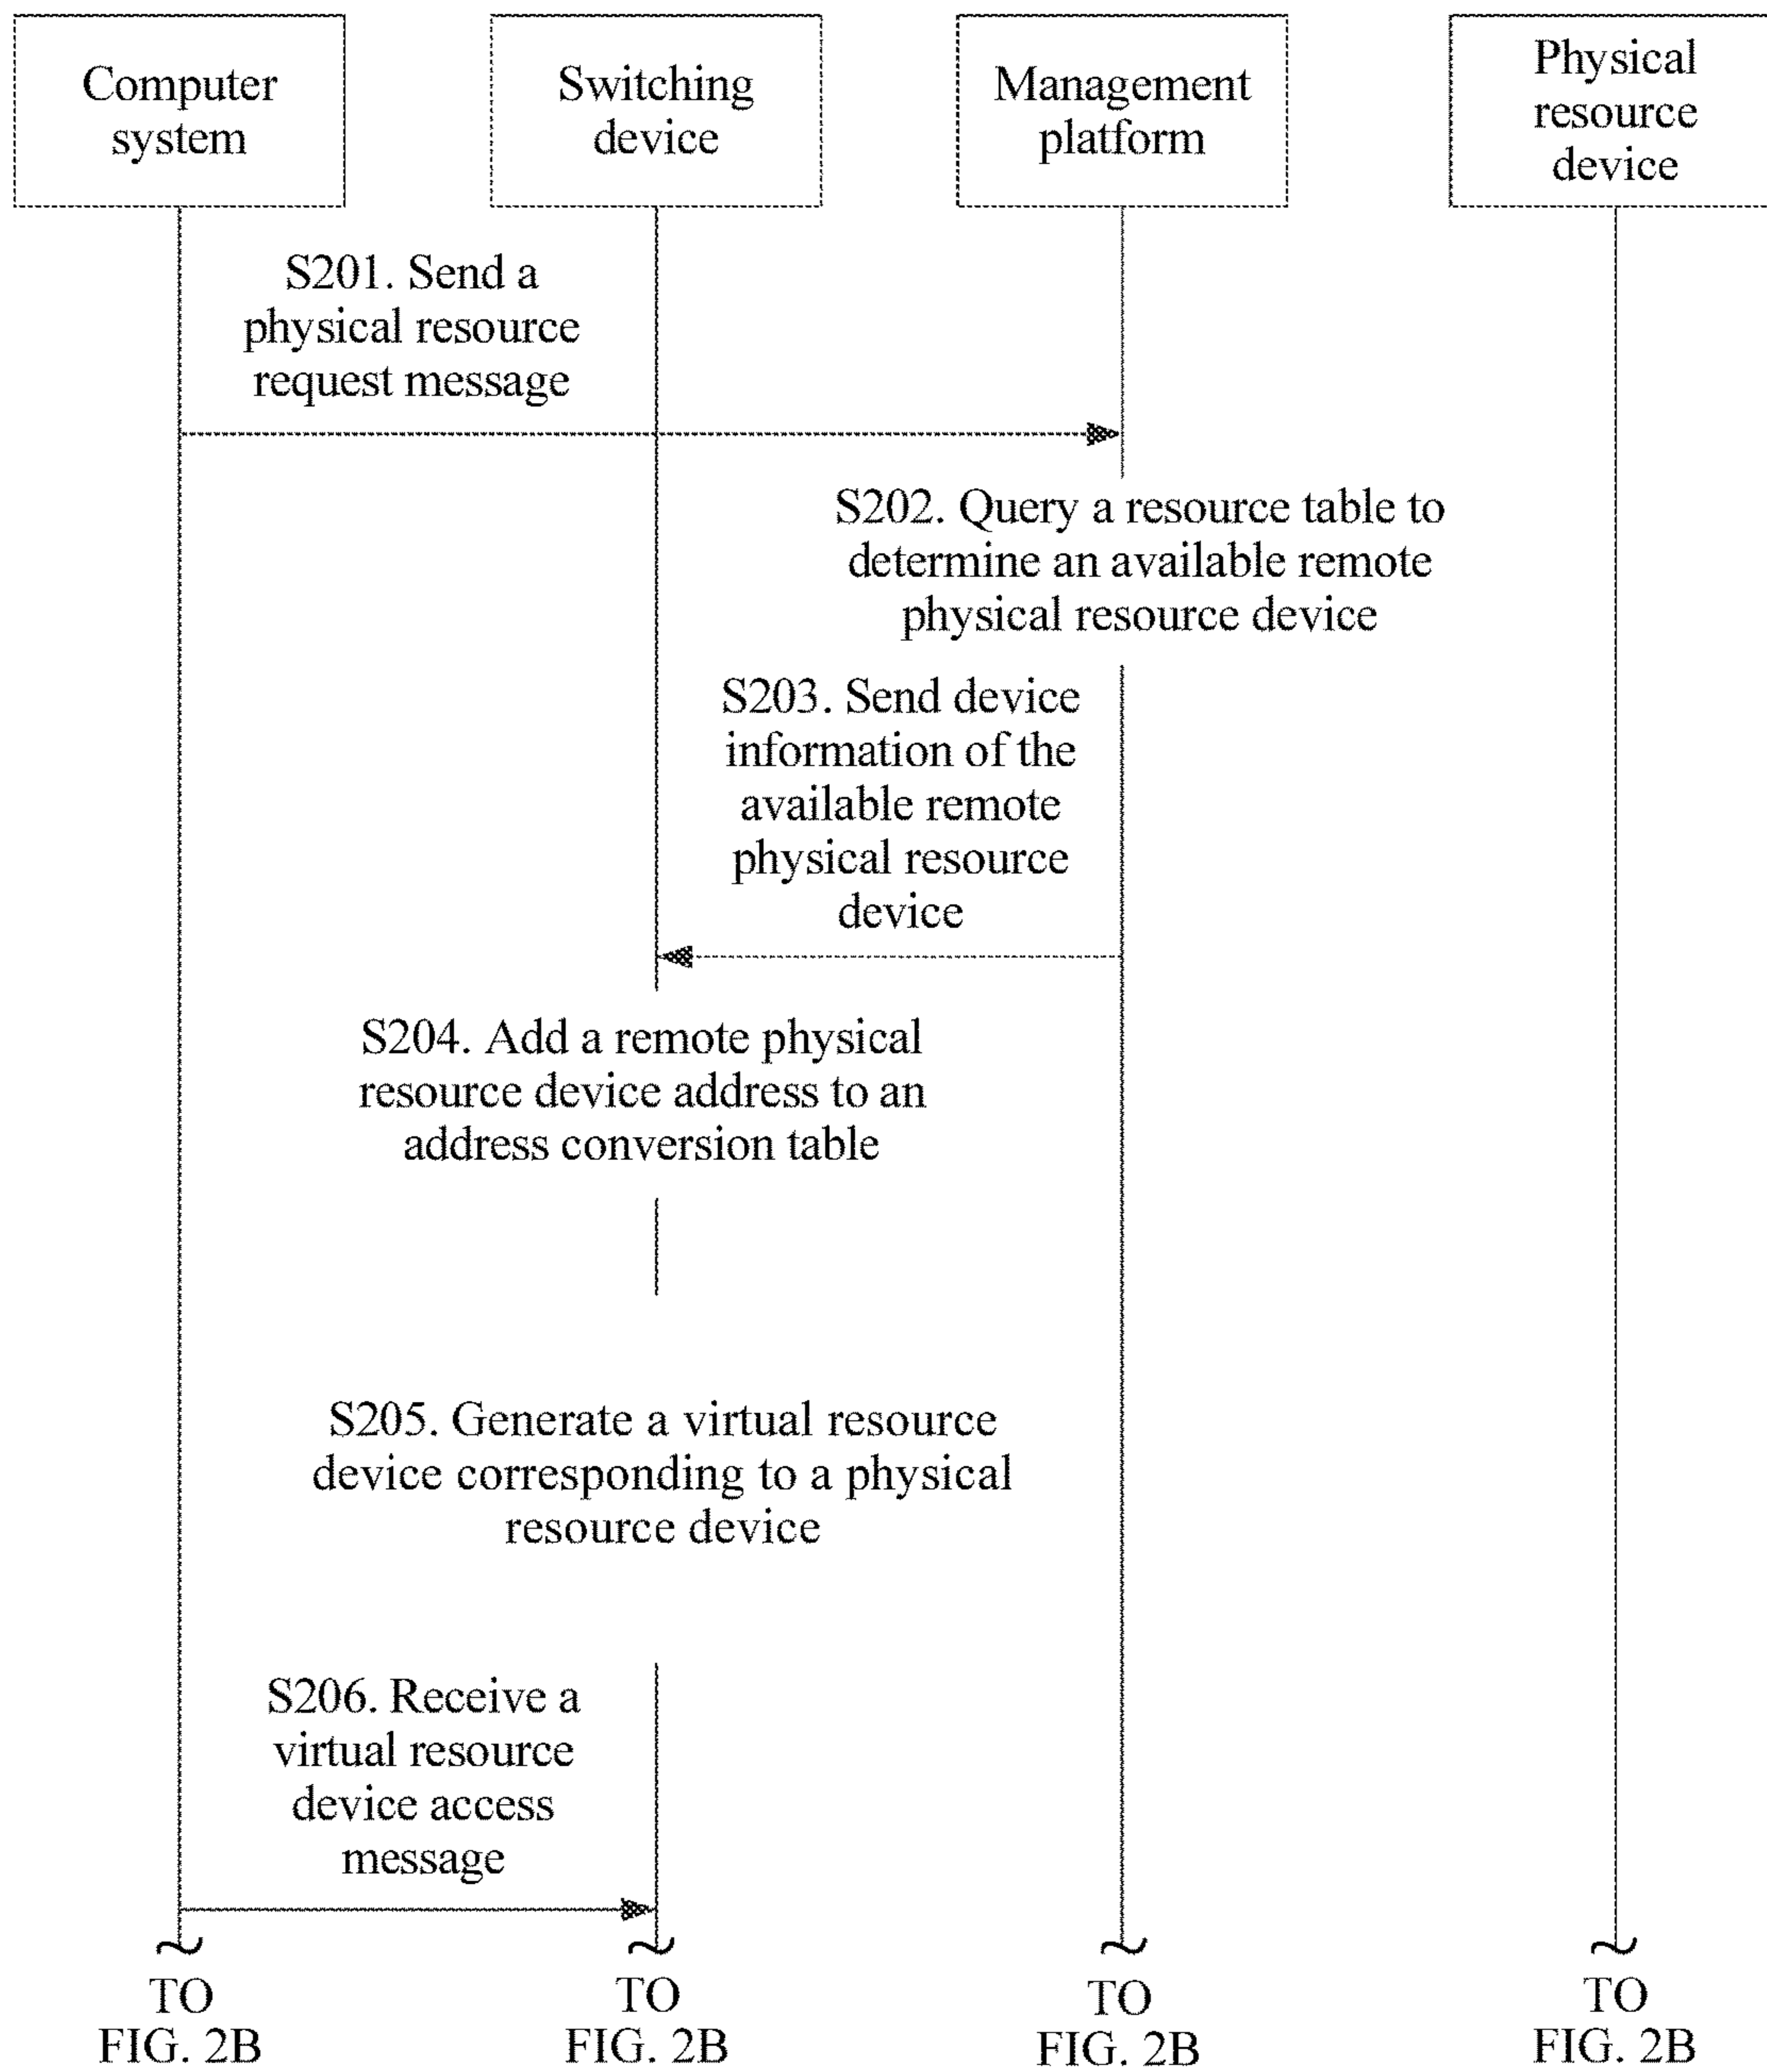 Computer
system
Switching
device
Management
platform
Physical
resource
device
S201. Send a
physical resource
request message
S202. Query a resource table to
determine an available remote
physical resource device
S203. Send device
information of the
available remote
physical resource
device
S204. Add a remote physical
resource device address to an
address conversion table
S205. Generate a virtual resource
device corresponding to a physical
resource device
S206. Receive a
virtual resource
device access
message
TO
FIG. 2B
TO
FIG. 2B
TO
FIG. 2B
TO
FIG. 2B